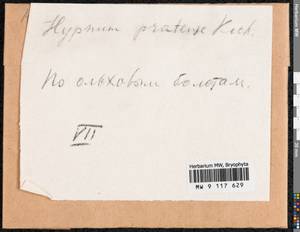 Hypnum pratense Koch.
По ольховым болотам.
VII
Herbarium MW, Bryophyta
MW 9 117 629